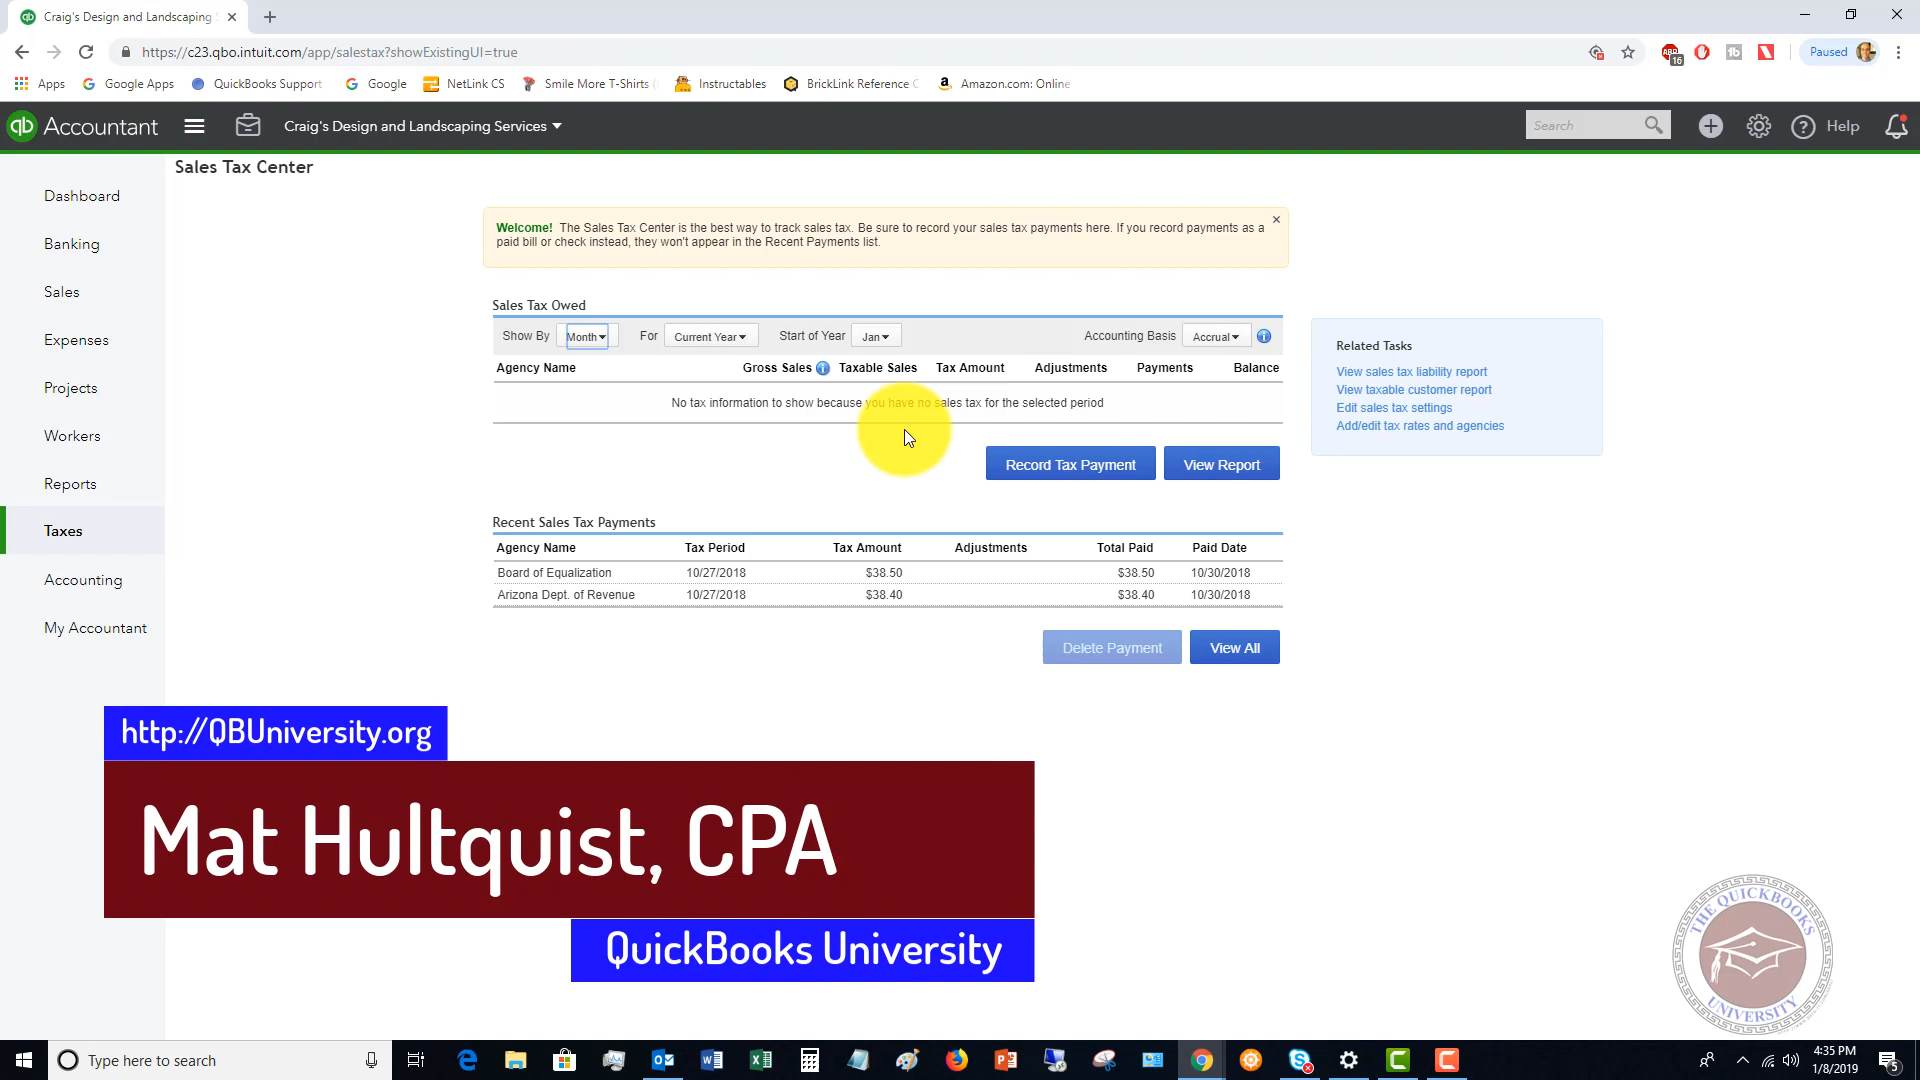 Craig's Design and Landscaping
https://c23.qbo.intuit.com/app/salestax?showExistingUI=true
16
Paused
Apps
Google Apps
QuickBooks Support
Google
NetLink CS
Smile More T-Shirts (
Instructables
BrickLink Reference
Amazon.com: Online
qb Accountant
Craig's Design and Landscaping Services
Search
Help
Sales Tax Center
Dashboard
Banking
Sales
Expenses
Projects
Workers
Reports
Taxes
Accounting
My Accountant
Welcome! The Sales Tax Center is the best way to track sales tax. Be sure to record your sales tax payments here. If you record payments as a
paid bill or check instead, they won't appear in the Recent Payments list.
Sales Tax Owed
Show By Month For Current Year Start of Year Jan Accounting Basis Accrual
Agency Name Gross Sales Taxable Sales Tax Amount Adjustments Payments Balance
No tax information to show because you have no sales tax for the selected period
Record Tax Payment View Report
Related Tasks
View sales tax liability report
View taxable customer report
Edit sales tax settings
Add/edit tax rates and agencies
Recent Sales Tax Payments
Agency Name Tax Period Tax Amount Adjustments Total Paid Paid Date
Board of Equalization 10/27/2018 $38.50 $38.50 10/30/2018
Arizona Dept. of Revenue 10/27/2018 $38.40 $38.40 10/30/2018
Delete Payment View All
http://QBUniversity.org
Mat Hultquist, CPA
QuickBooks University
THE QUICKBOOKS
UNIVERSITY
Type here to search
4:35 PM
1/8/2019
5